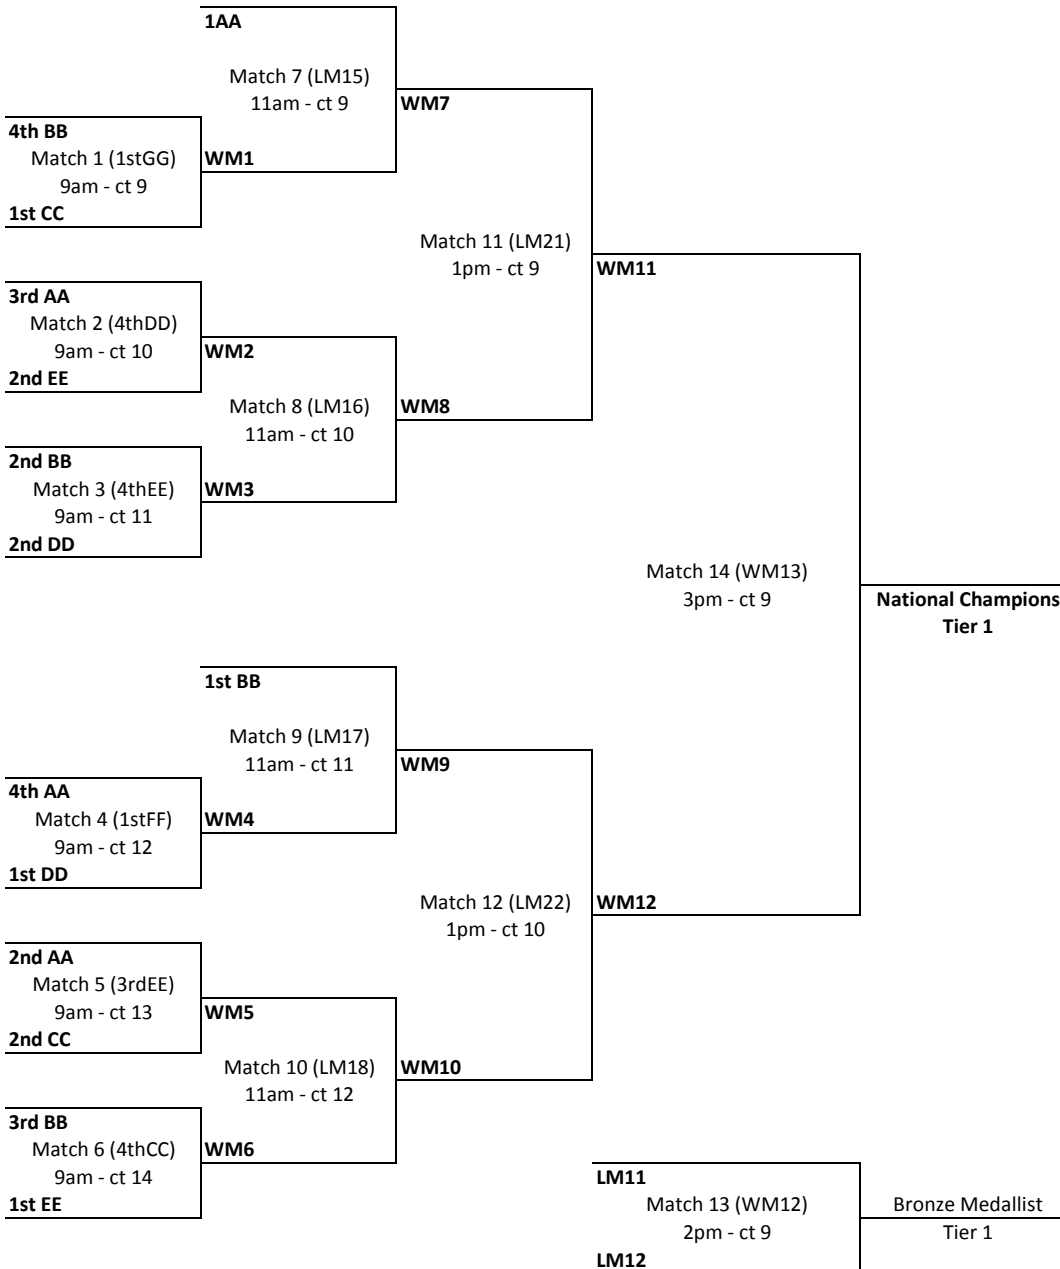 1AA
Match 7 (LM15)
11am - ct 9
WM7
4th BB
Match 1 (1stGG)
9am - ct 9
1st CC
WM1
Match 11 (LM21)
1pm - ct 9
WM11
3rd AA
Match 2 (4thDD)
9am - ct 10
2nd EE
WM2
Match 8 (LM16)
11am - ct 10
WM8
2nd BB
Match 3 (4thEE)
9am - ct 11
2nd DD
WM3
Match 14 (WM13)
3pm - ct 9
National Champions
Tier 1
1st BB
Match 9 (LM17)
11am - ct 11
WM9
4th AA
Match 4 (1stFF)
9am - ct 12
1st DD
WM4
Match 12 (LM22)
1pm - ct 10
WM12
2nd AA
Match 5 (3rdEE)
9am - ct 13
2nd CC
WM5
Match 10 (LM18)
11am - ct 12
WM10
3rd BB
Match 6 (4thCC)
9am - ct 14
1st EE
WM6
LM11
Match 13 (WM12)
2pm - ct 9
LM12
Bronze Medallist
Tier 1